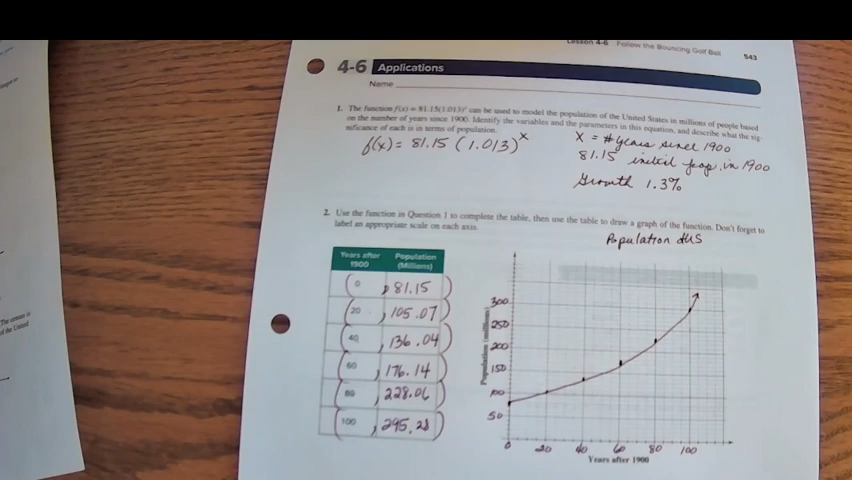 Lesson 4-6 Follow the Bouncing Golf Ball 543
4-6 Applications
Name
1. The function f(x) = 81.15(1.013)ˣ can be used to model the population of the United States in millions of people based
on the number of years since 1900. Identify the variables and the parameters in this equation, and describe what the sig-
nificance of each is in terms of population.
f(x) = 81.15 (1.013)ˣ
X = # years since 1900
81.15 initial pop. in 1900
Growth 1.3%
2. Use the function in Question 1 to complete the table, then use the table to draw a graph of the function. Don't forget to
label an appropriate scale on each axis.
Population
Years after 1900 Population (Millions)
(0, 81.15)
(20, 105.07)
(40, 136.04)
(60, 176.14)
(80, 228.06)
(100, 295.28)
Population (millions)
300
250
200
150
100
50
0 20 40 60 80 100
Years after 1900
The census is
of the United